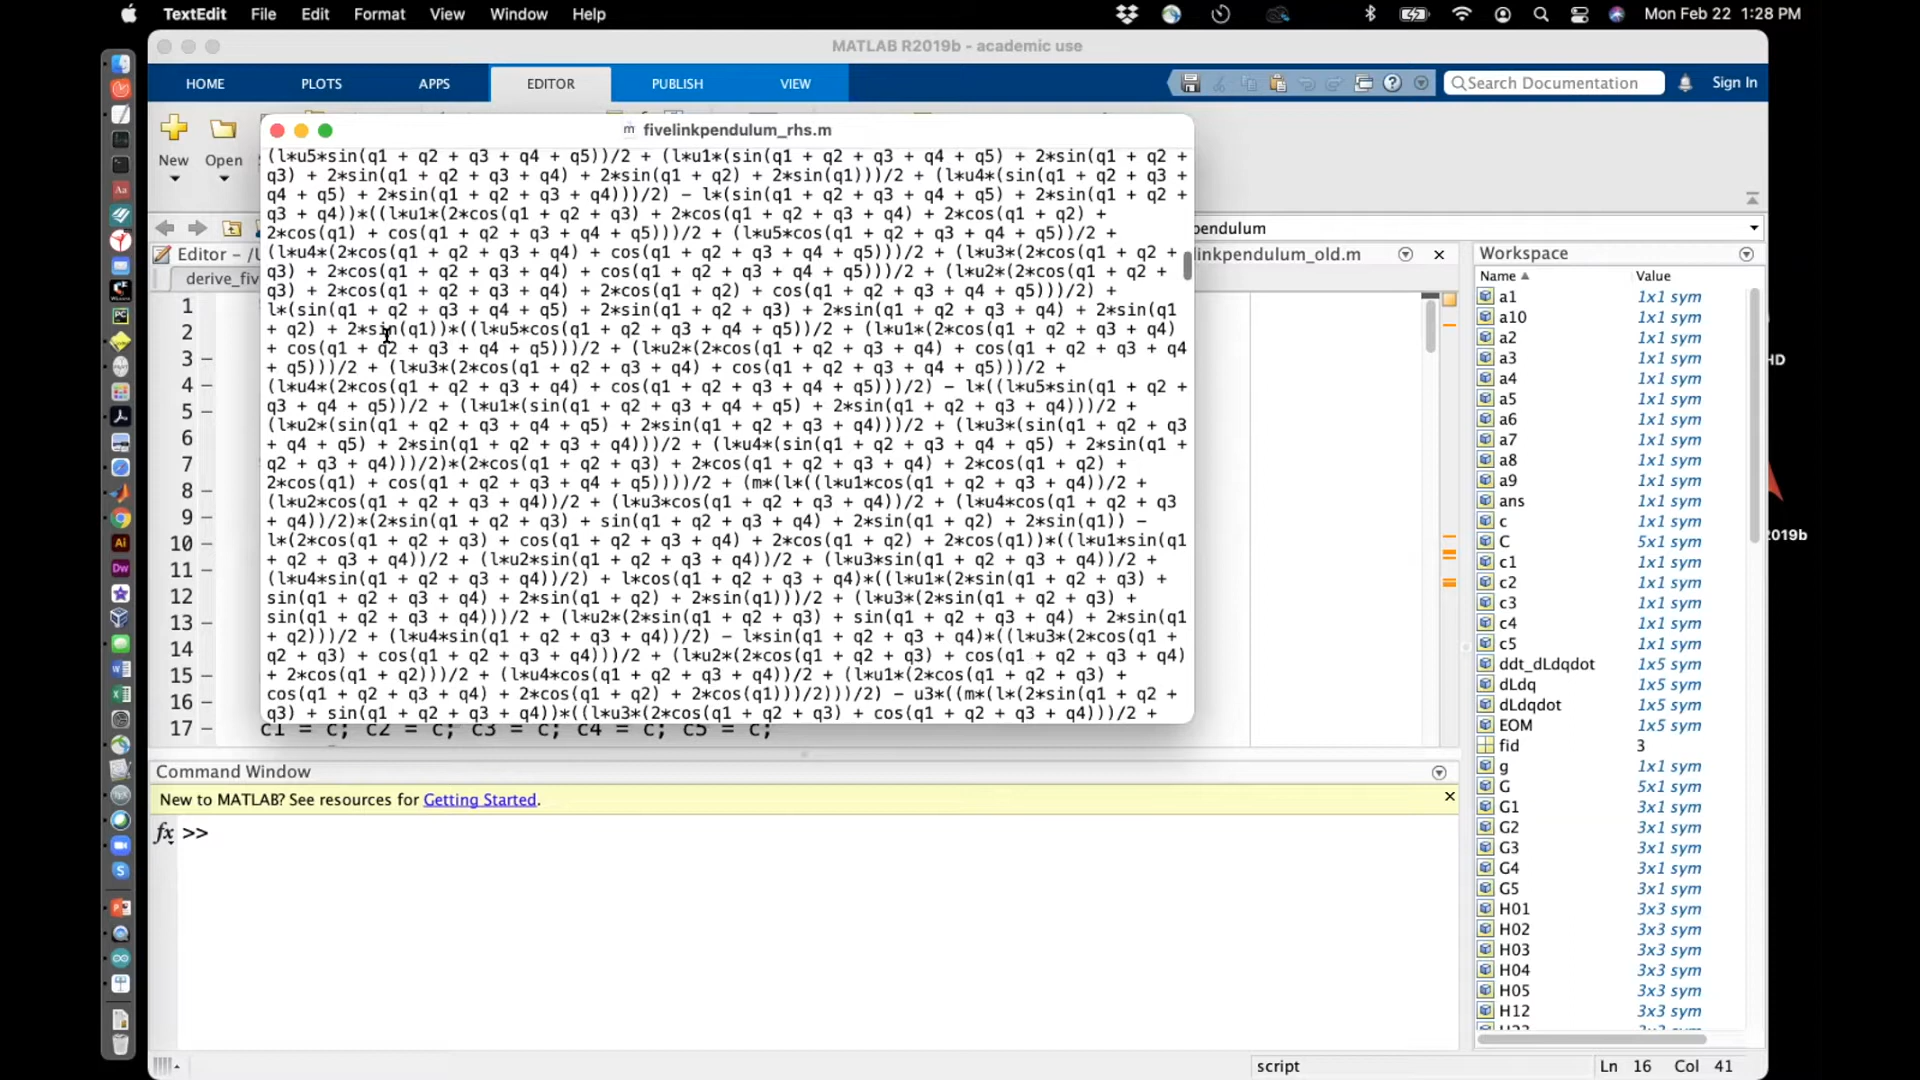 TextEdit File Edit Format View Window Help Mon Feb 22 1:28 PM
MATLAB R2019b - academic use
HOME PLOTS APPS EDITOR PUBLISH VIEW Search Documentation Sign In
New Open
fivelinkpendulum_rhs.m
(l*u5*sin(q1 + q2 + q3 + q4 + q5))/2 + (l*u1*(sin(q1 + q2 + q3 + q4 + q5) + 2*sin(q1 + q2 +
q3) + 2*sin(q1 + q2 + q3 + q4) + 2*sin(q1 + q2) + 2*sin(q1)))/2 + (l*u4*(sin(q1 + q2 + q3 +
q4 + q5) + 2*sin(q1 + q2 + q3 + q4)))/2) - l*(sin(q1 + q2 + q3 + q4 + q5) + 2*sin(q1 + q2 +
q3 + q4))*((l*u1*(2*cos(q1 + q2 + q3) + 2*cos(q1 + q2 + q3 + q4) + 2*cos(q1 + q2) +
2*cos(q1) + cos(q1 + q2 + q3 + q4 + q5)))/2 + (l*u5*cos(q1 + q2 + q3 + q4 + q5))/2 +
(l*u4*(2*cos(q1 + q2 + q3 + q4) + cos(q1 + q2 + q3 + q4 + q5)))/2 + (l*u3*(2*cos(q1 + q2 +
q3) + 2*cos(q1 + q2 + q3 + q4) + cos(q1 + q2 + q3 + q4 + q5)))/2 + (l*u2*(2*cos(q1 + q2 +
q3) + 2*cos(q1 + q2 + q3 + q4) + 2*cos(q1 + q2) + cos(q1 + q2 + q3 + q4 + q5)))/2) +
l*(sin(q1 + q2 + q3 + q4 + q5) + 2*sin(q1 + q2 + q3) + 2*sin(q1 + q2 + q3 + q4) + 2*sin(q1
+ q2) + 2*sin(q1))*((l*u5*cos(q1 + q2 + q3 + q4 + q5))/2 + (l*u1*(2*cos(q1 + q2 + q3 + q4)
+ cos(q1 + q2 + q3 + q4 + q5)))/2 + (l*u2*(2*cos(q1 + q2 + q3 + q4) + cos(q1 + q2 + q3 + q4
+ q5)))/2 + (l*u3*(2*cos(q1 + q2 + q3 + q4) + cos(q1 + q2 + q3 + q4 + q5)))/2 +
(l*u4*(2*cos(q1 + q2 + q3 + q4) + cos(q1 + q2 + q3 + q4 + q5)))/2) - l*((l*u5*sin(q1 + q2 +
q3 + q4 + q5))/2 + (l*u1*(sin(q1 + q2 + q3 + q4 + q5) + 2*sin(q1 + q2 + q3 + q4)))/2 +
(l*u2*(sin(q1 + q2 + q3 + q4 + q5) + 2*sin(q1 + q2 + q3 + q4)))/2 + (l*u3*(sin(q1 + q2 + q3
+ q4 + q5) + 2*sin(q1 + q2 + q3 + q4)))/2 + (l*u4*(sin(q1 + q2 + q3 + q4 + q5) + 2*sin(q1 +
q2 + q3 + q4)))/2)*(2*cos(q1 + q2 + q3) + 2*cos(q1 + q2 + q3 + q4) + 2*cos(q1 + q2) +
2*cos(q1) + cos(q1 + q2 + q3 + q4 + q5))))/2 + (m*(l*((l*u1*cos(q1 + q2 + q3 + q4))/2 +
(l*u2*cos(q1 + q2 + q3 + q4))/2 + (l*u3*cos(q1 + q2 + q3 + q4))/2 + (l*u4*cos(q1 + q2 + q3
+ q4))/2)*(2*sin(q1 + q2 + q3) + sin(q1 + q2 + q3 + q4) + 2*sin(q1 + q2) + 2*sin(q1)) -
l*(2*cos(q1 + q2 + q3) + cos(q1 + q2 + q3 + q4) + 2*cos(q1 + q2) + 2*cos(q1))*((l*u1*sin(q1
+ q2 + q3 + q4))/2 + (l*u2*sin(q1 + q2 + q3 + q4))/2 + (l*u3*sin(q1 + q2 + q3 + q4))/2 +
(l*u4*sin(q1 + q2 + q3 + q4))/2) + l*cos(q1 + q2 + q3 + q4)*((l*u1*(2*sin(q1 + q2 + q3) +
sin(q1 + q2 + q3 + q4) + 2*sin(q1 + q2) + 2*sin(q1)))/2 + (l*u3*(2*sin(q1 + q2 + q3) +
sin(q1 + q2 + q3 + q4)))/2 + (l*u2*(2*sin(q1 + q2 + q3) + sin(q1 + q2 + q3 + q4) + 2*sin(q1
+ q2)))/2 + (l*u4*sin(q1 + q2 + q3 + q4))/2) - l*sin(q1 + q2 + q3 + q4)*((l*u3*(2*cos(q1 +
q2 + q3) + cos(q1 + q2 + q3 + q4)))/2 + (l*u2*(2*cos(q1 + q2 + q3) + cos(q1 + q2 + q3 + q4)
+ 2*cos(q1 + q2)))/2 + (l*u4*cos(q1 + q2 + q3 + q4))/2 + (l*u1*(2*cos(q1 + q2 + q3) +
cos(q1 + q2 + q3 + q4) + 2*cos(q1 + q2) + 2*cos(q1)))/2)))/2) - u3*((m*(l*(2*sin(q1 + q2 +
q3) + sin(q1 + q2 + q3 + q4))*((l*u3*(2*cos(q1 + q2 + q3) + cos(q1 + q2 + q3 + q4)))/2 +
pendulum
Editor - /U
derive_fiv
linkpendulum_old.m
1
2
3 -
4 -
5
6
7
8 -
9 -
10 -
11 -
12 -
13 -
14 -
15 -
16 -
17 - c1 = c; c2 = c; c3 = c; c4 = c; c5 = c;
Command Window
New to MATLAB? See resources for Getting Started.
fx >>
Workspace
Name Value
a1 1x1 sym
a10 1x1 sym
a2 1x1 sym
a3 1x1 sym
a4 1x1 sym
a5 1x1 sym
a6 1x1 sym
a7 1x1 sym
a8 1x1 sym
a9 1x1 sym
ans 1x1 sym
c 1x1 sym
C 5x1 sym
c1 1x1 sym
c2 1x1 sym
c3 1x1 sym
c4 1x1 sym
c5 1x1 sym
ddt_dLdqdot 1x5 sym
dLdq 1x5 sym
dLdqdot 1x5 sym
EOM 1x5 sym
fid 3
g 1x1 sym
G 5x1 sym
G1 3x1 sym
G2 3x1 sym
G3 3x1 sym
G4 3x1 sym
G5 3x1 sym
H01 3x3 sym
H02 3x3 sym
H03 3x3 sym
H04 3x3 sym
H05 3x3 sym
H12 3x3 sym
HD
2019b
script Ln 16 Col 41